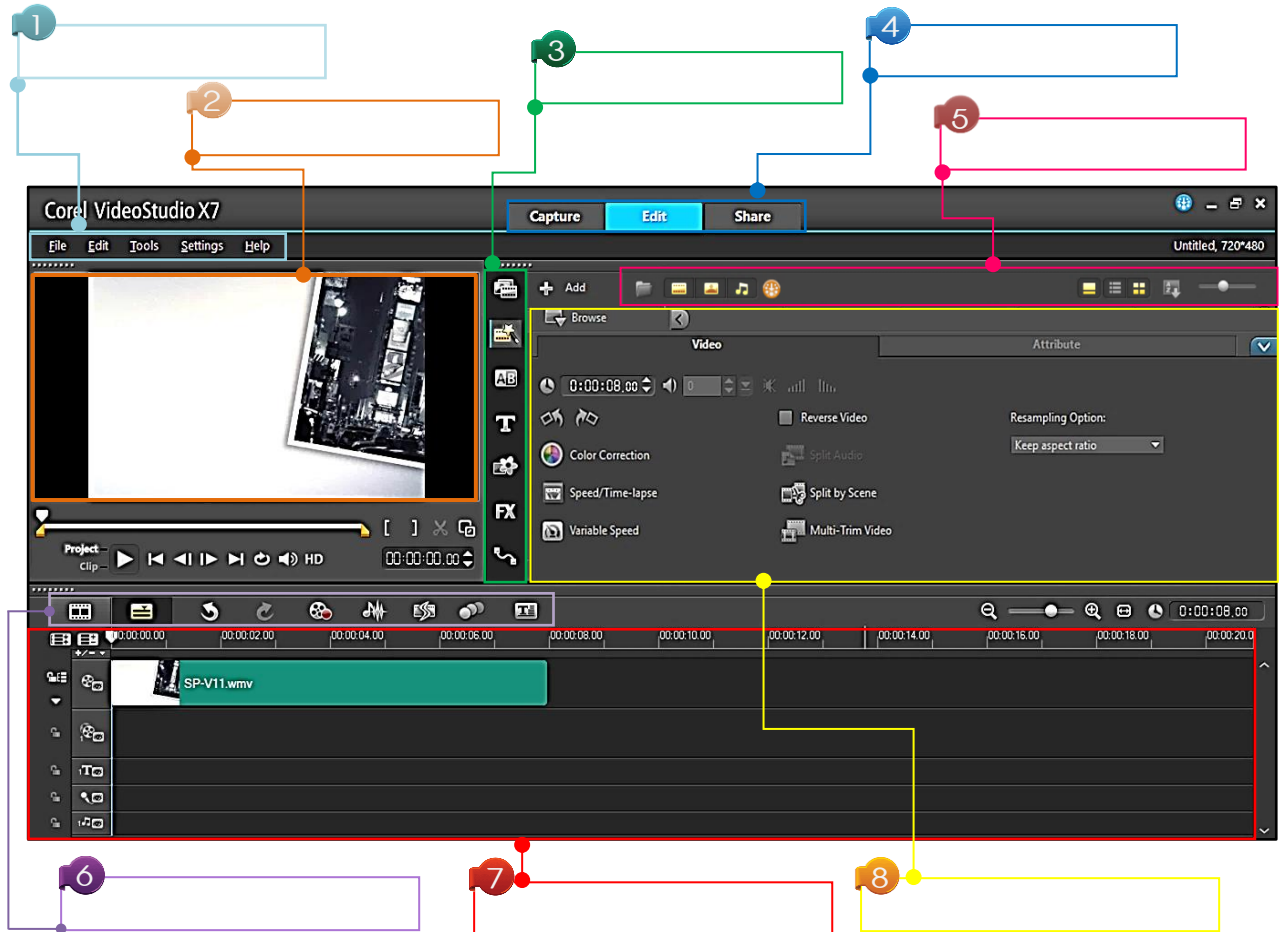 1
2
3
4
5
Corel VideoStudio X7
Capture Edit Share
File Edit Tools Settings Help
Untitled, 720*480
Add
Browse
Video Attribute
AB
0:00:08.00 0
T
Reverse Video Resampling Option:
Color Correction Split Audio Keep aspect ratio
Speed/Time-lapse Split by Scene
FX
Variable Speed Multi-Trim Video
[ ]
Project
Clip HD 00:00:00.00
0:00:08.00
00:00:00.00 00:00:02.00 00:00:04.00 00:00:06.00 00:00:08.00 00:00:10.00 00:00:12.00 00:00:14.00 00:00:16.00 00:00:18.00 00:00:20.0
+/-
SP-V11.wmv
1
1T
1
6
7
8